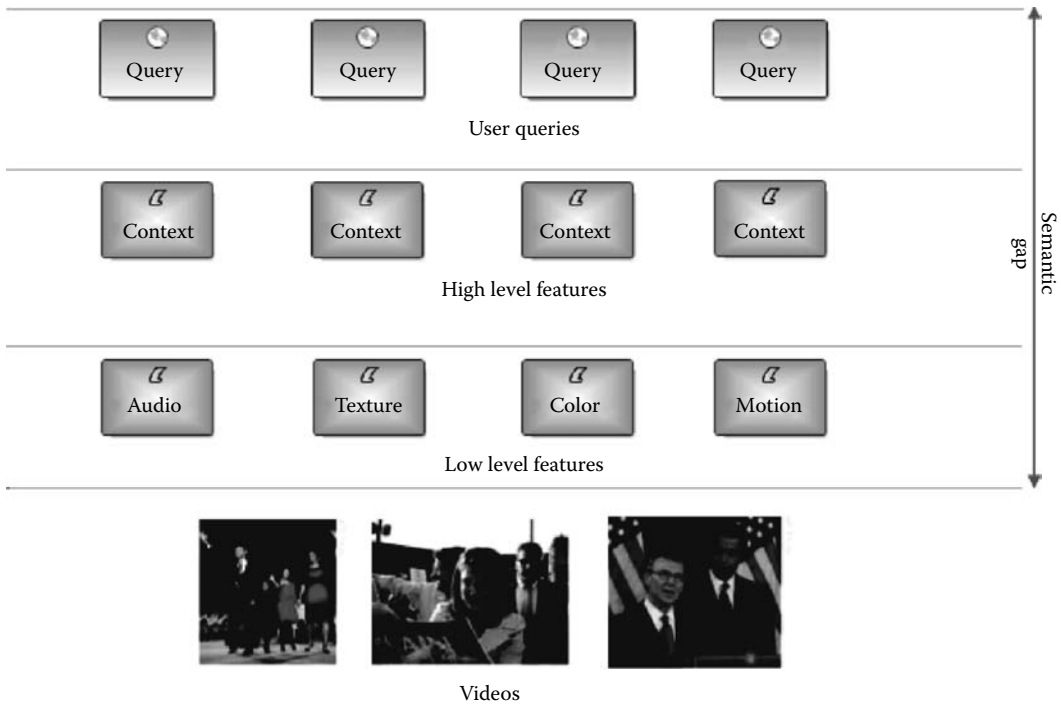 Query Query Query Query
User queries
Context Context Context Context
High level features
Audio Texture Color Motion
Low level features
Videos
Semantic
gap